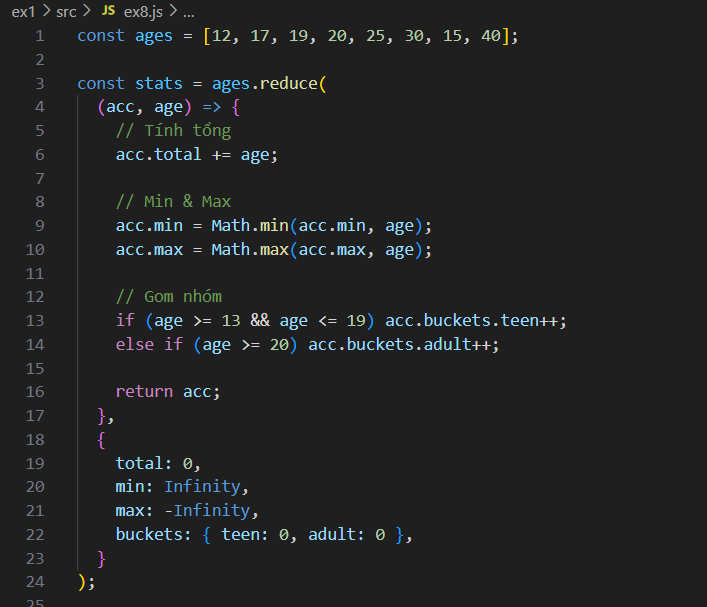 ex1 > src > JS ex8.js > ...
1 const ages = [12, 17, 19, 20, 25, 30, 15, 40];
2
3 const stats = ages.reduce(
4   (acc, age) => {
5     // Tính tổng
6     acc.total += age;
7
8     // Min & Max
9     acc.min = Math.min(acc.min, age);
10     acc.max = Math.max(acc.max, age);
11
12     // Gom nhóm
13     if (age >= 13 && age <= 19) acc.buckets.teen++;
14     else if (age >= 20) acc.buckets.adult++;
15
16     return acc;
17   },
18   {
19     total: 0,
20     min: Infinity,
21     max: -Infinity,
22     buckets: { teen: 0, adult: 0 },
23   }
24 );
25